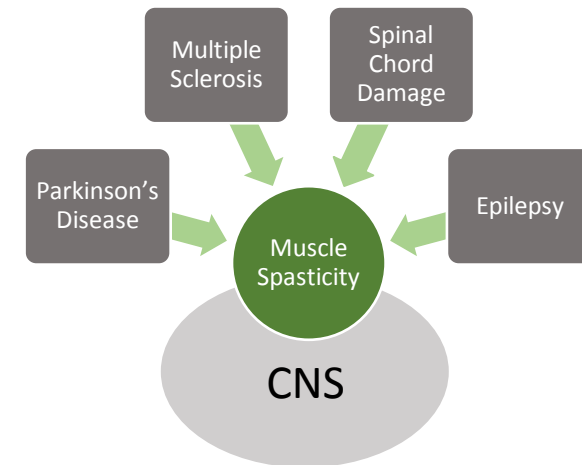 Multiple
Sclerosis
Spinal
Chord
Damage
Parkinson's
Disease
Epilepsy
Muscle
Spasticity
CNS